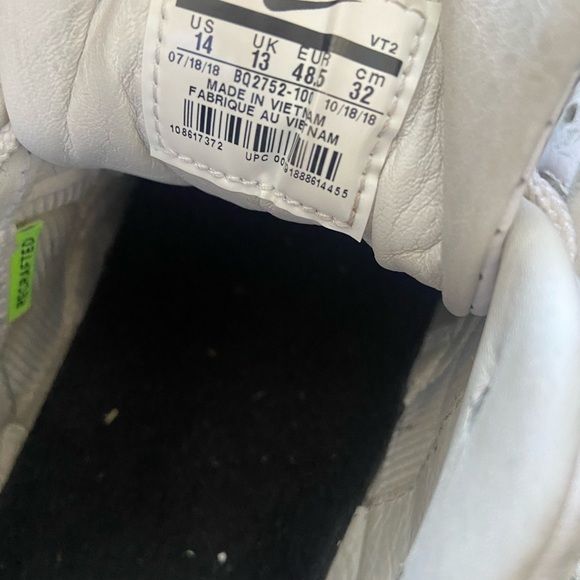 US UK EUR cm VT2
14 13 48.5 32
07/18/18 BQ2752-100 10/18/18
MADE IN VIETNAM
FABRIQUE AU VIETNAM
108617372 UPC 00091888614455